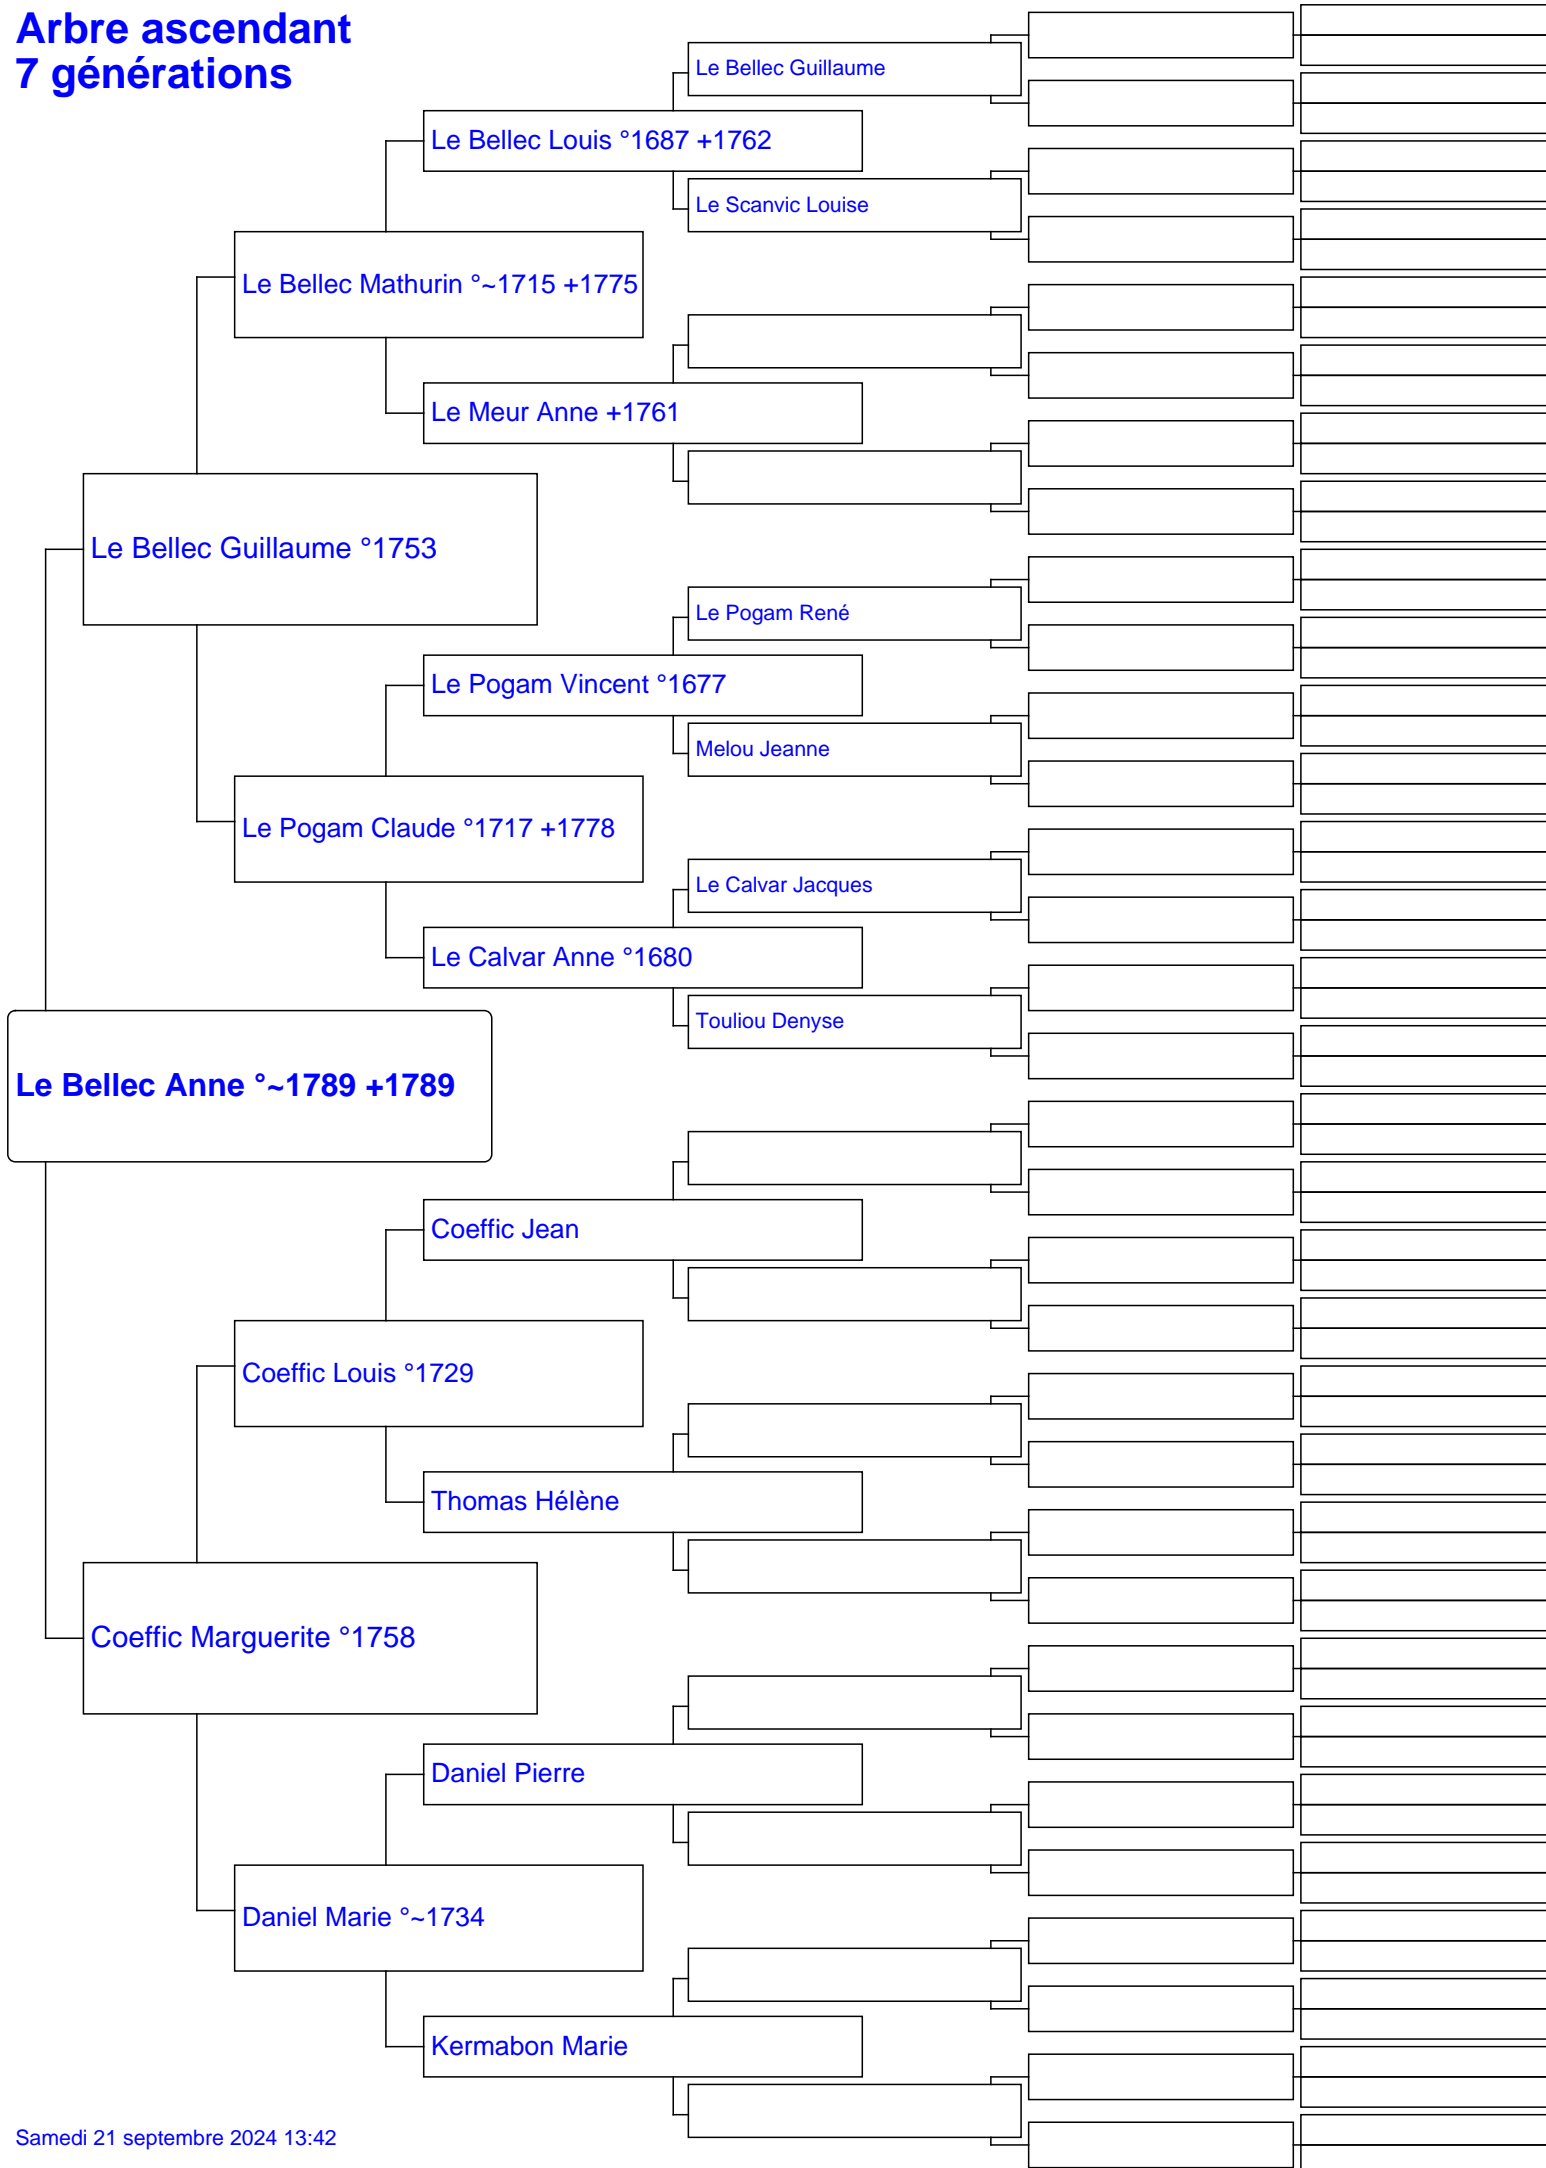 Arbre ascendant
7 générations
Le Bellec Guillaume
Le Bellec Louis °1687 +1762
Le Scanvic Louise
Le Bellec Mathurin °~1715 +1775
Le Meur Anne +1761
Le Bellec Guillaume °1753
Le Pogam René
Le Pogam Vincent °1677
Melou Jeanne
Le Pogam Claude °1717 +1778
Le Calvar Jacques
Le Calvar Anne °1680
Touliou Denyse
Le Bellec Anne °~1789 +1789
Coeffic Jean
Coeffic Louis °1729
Thomas Hélène
Coeffic Marguerite °1758
Daniel Pierre
Daniel Marie °~1734
Kermabon Marie
Samedi 21 septembre 2024 13:42